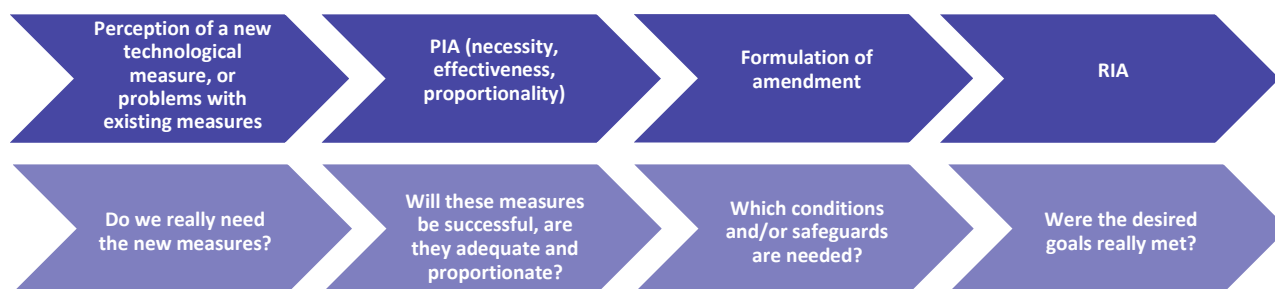 Perception of a new
technological
measure, or
problems with
existing measures
PIA (necessity,
effectiveness,
proportionality)
Formulation of
amendment
RIA
Do we really need
the new measures?
Will these measures
be successful, are
they adequate and
proportionate?
Which conditions
and/or safeguards
are needed?
Were the desired
goals really met?